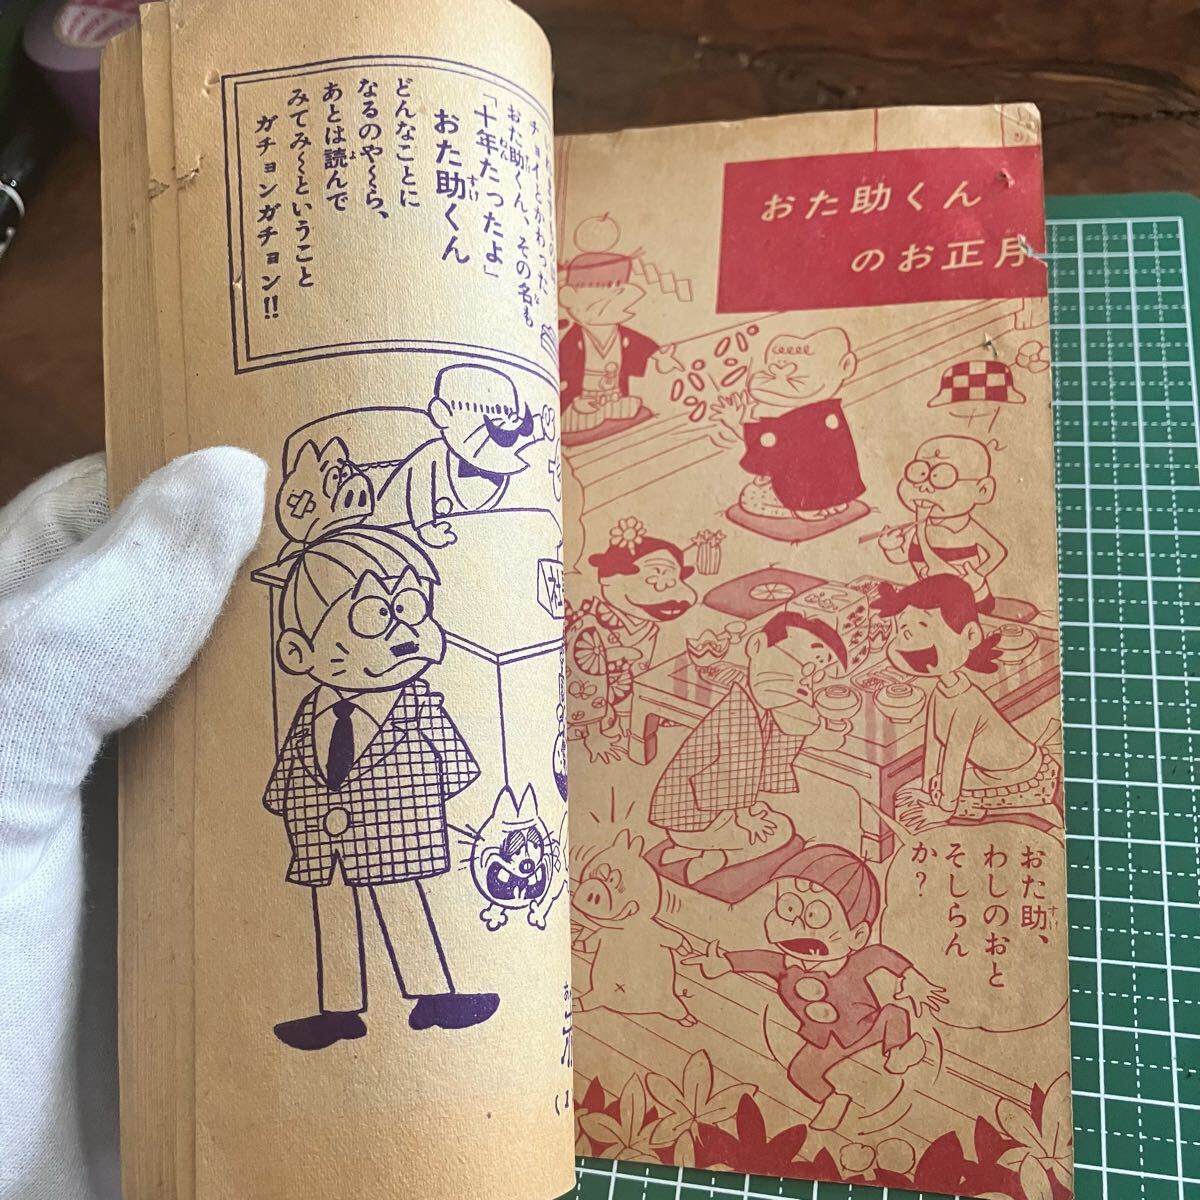 おた助くん
のお正月
おた助、
わしのおと
そしらん
か?
チョイとかわった
おた助くん、その名も
「十年たったよ」
おた助くん
どんなことに
なるのや〜ら、
あとは読んで
みてみ〜ということ
ガチョンガチョン!!